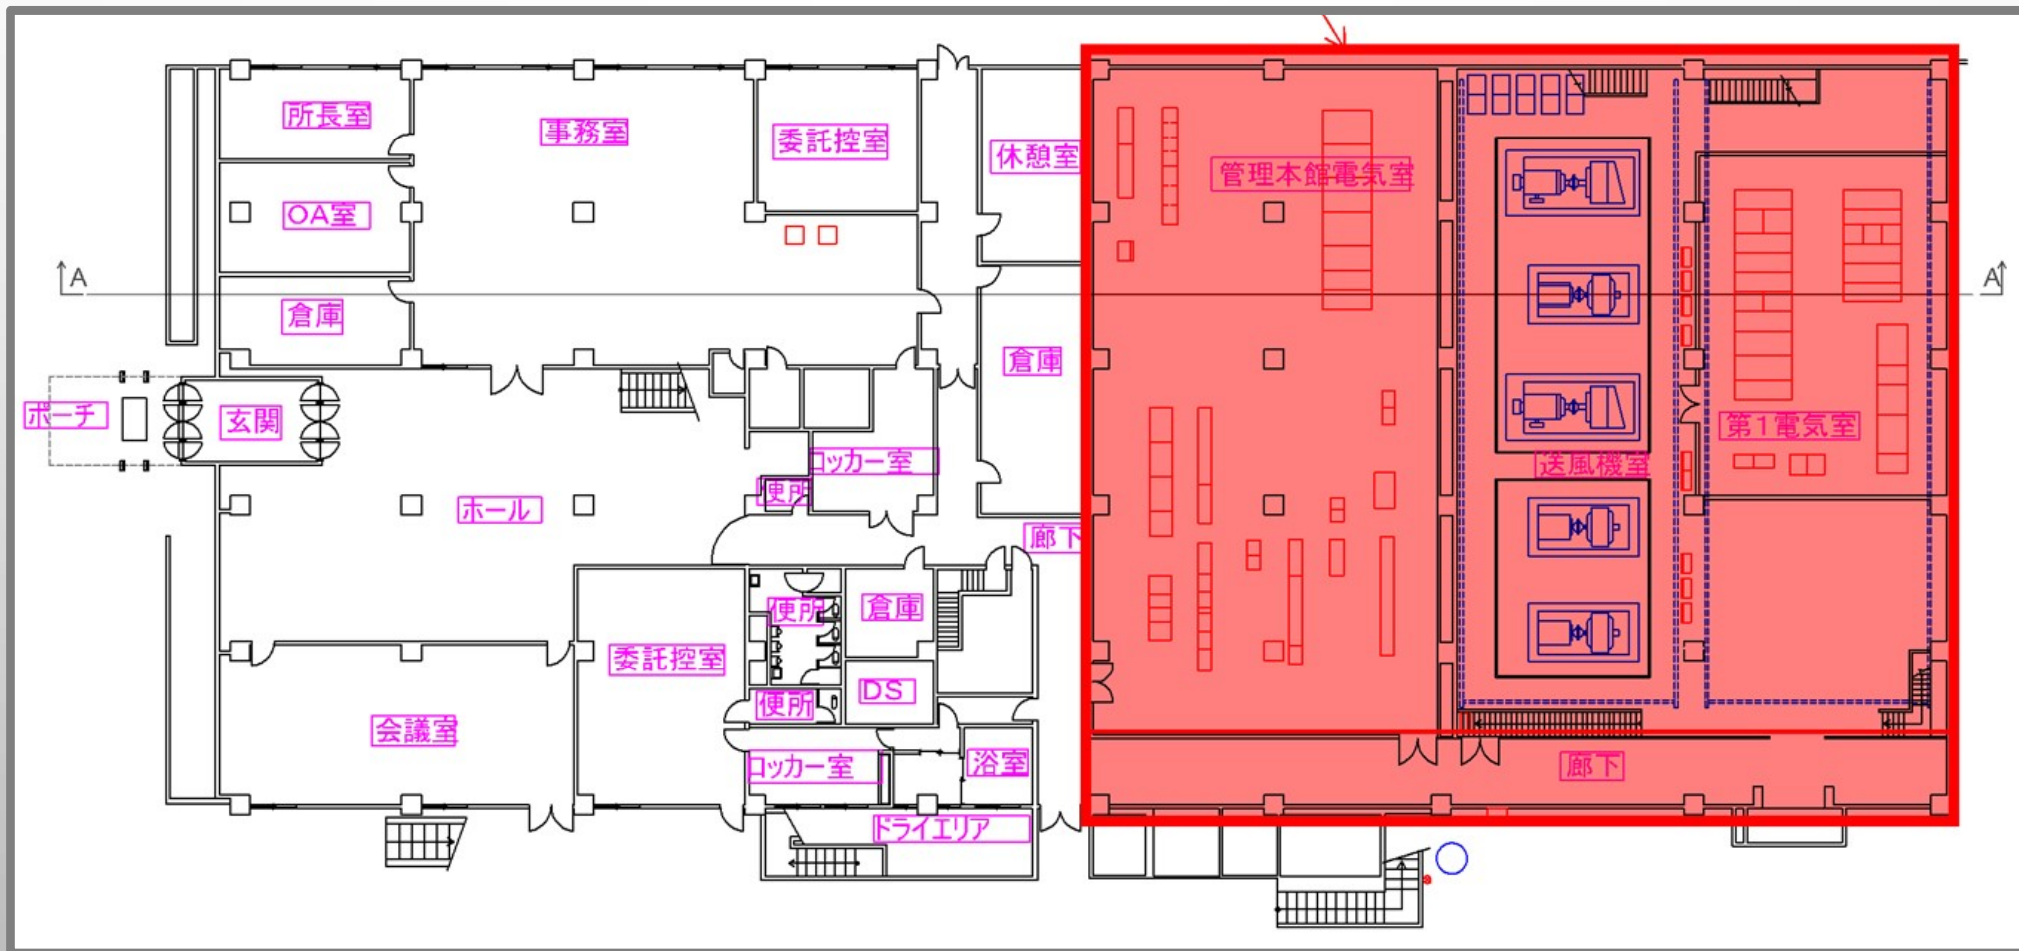 所長室
事務室
委託控室
休憩室
管理本館電気室
OA室
A
A
倉庫
倉庫
ポーチ
玄関
ロッカー室
第1電気室
送風機室
便所
ホール
廊下
便所
倉庫
委託控室
DS
便所
会議室
ロッカー室
浴室
廊下
ドライエリア